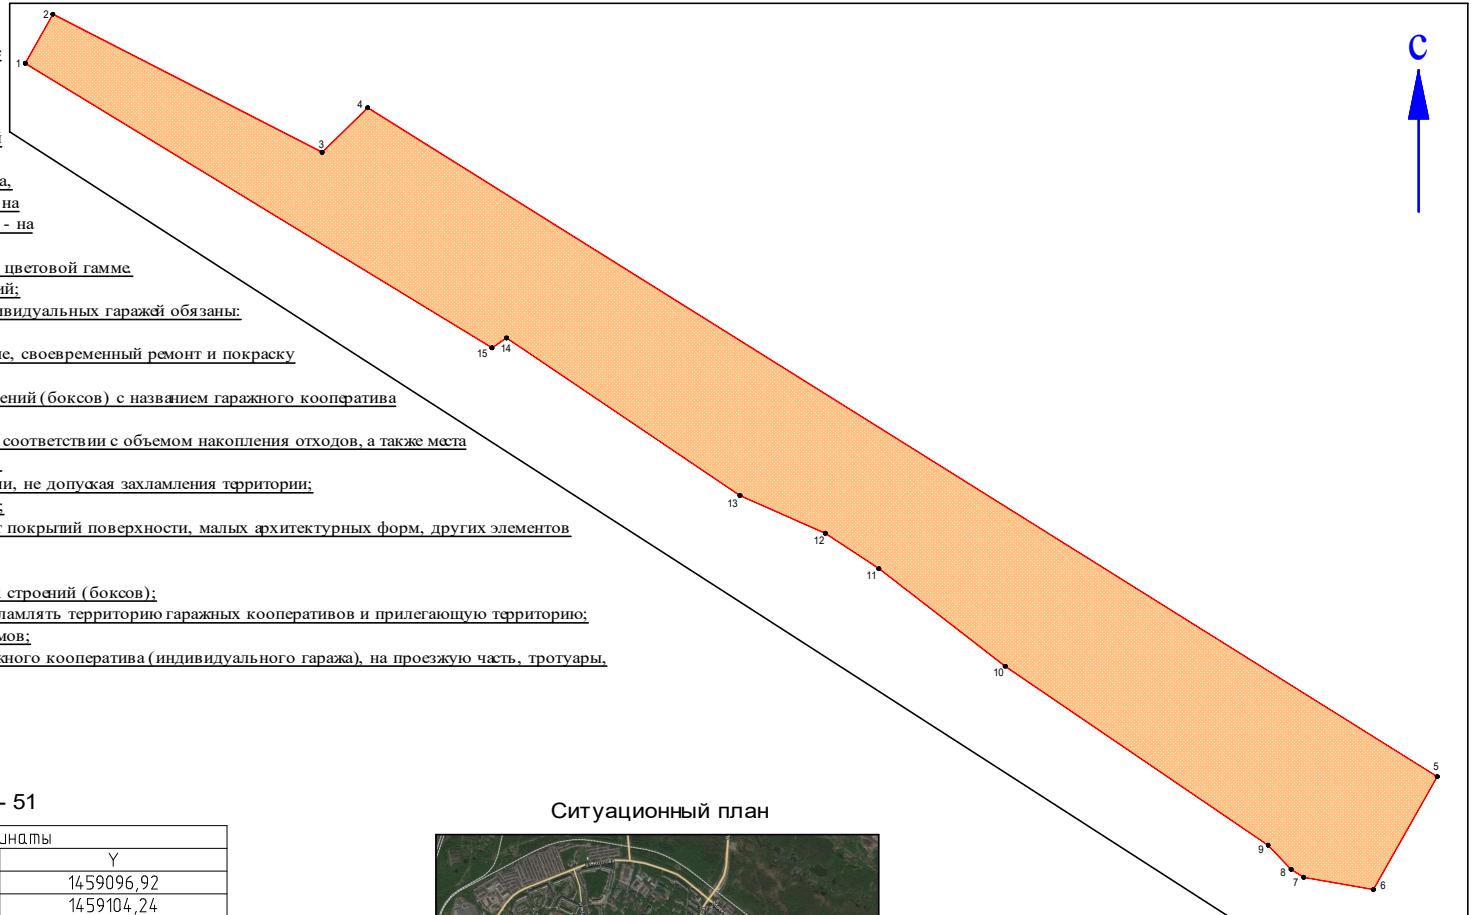 2
1
С
4
3
а,
на
- на
цветовой гамме.
ий;
ивидуальных гаражей обязаны:
ие, своевременный ремонт и покраску
15
14
ений (боксов) с названием гаражного кооператива
соответствии с объемом накопления отходов, а также места
ии, не допуская захламления территории;
13
т покрытий поверхности, малых архитектурных форм, других элементов
12
11
строений (боксов);
ламлять территорию гаражных кооперативов и прилегающую территорию;
мов;
жного кооператива (индивидуального гаража), на проезжую часть, тротуары,
10
5
- 51
Ситуационный план
инаты
Y
9
8
7
6
1459096,92
1459104,24